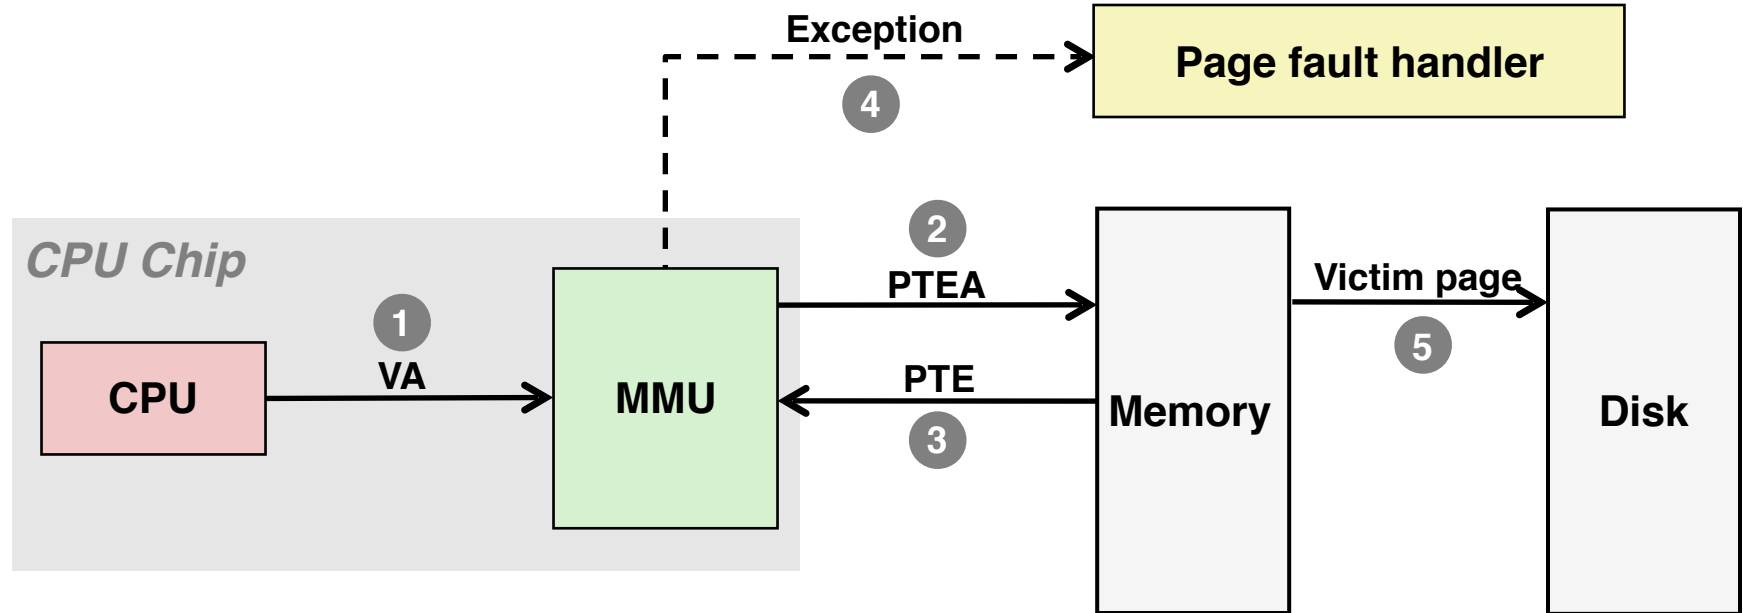 Exception
Page fault handler
4
CPU Chip
2
PTEA
Victim page
1
VA
5
CPU
MMU
PTE
3
Memory
Disk